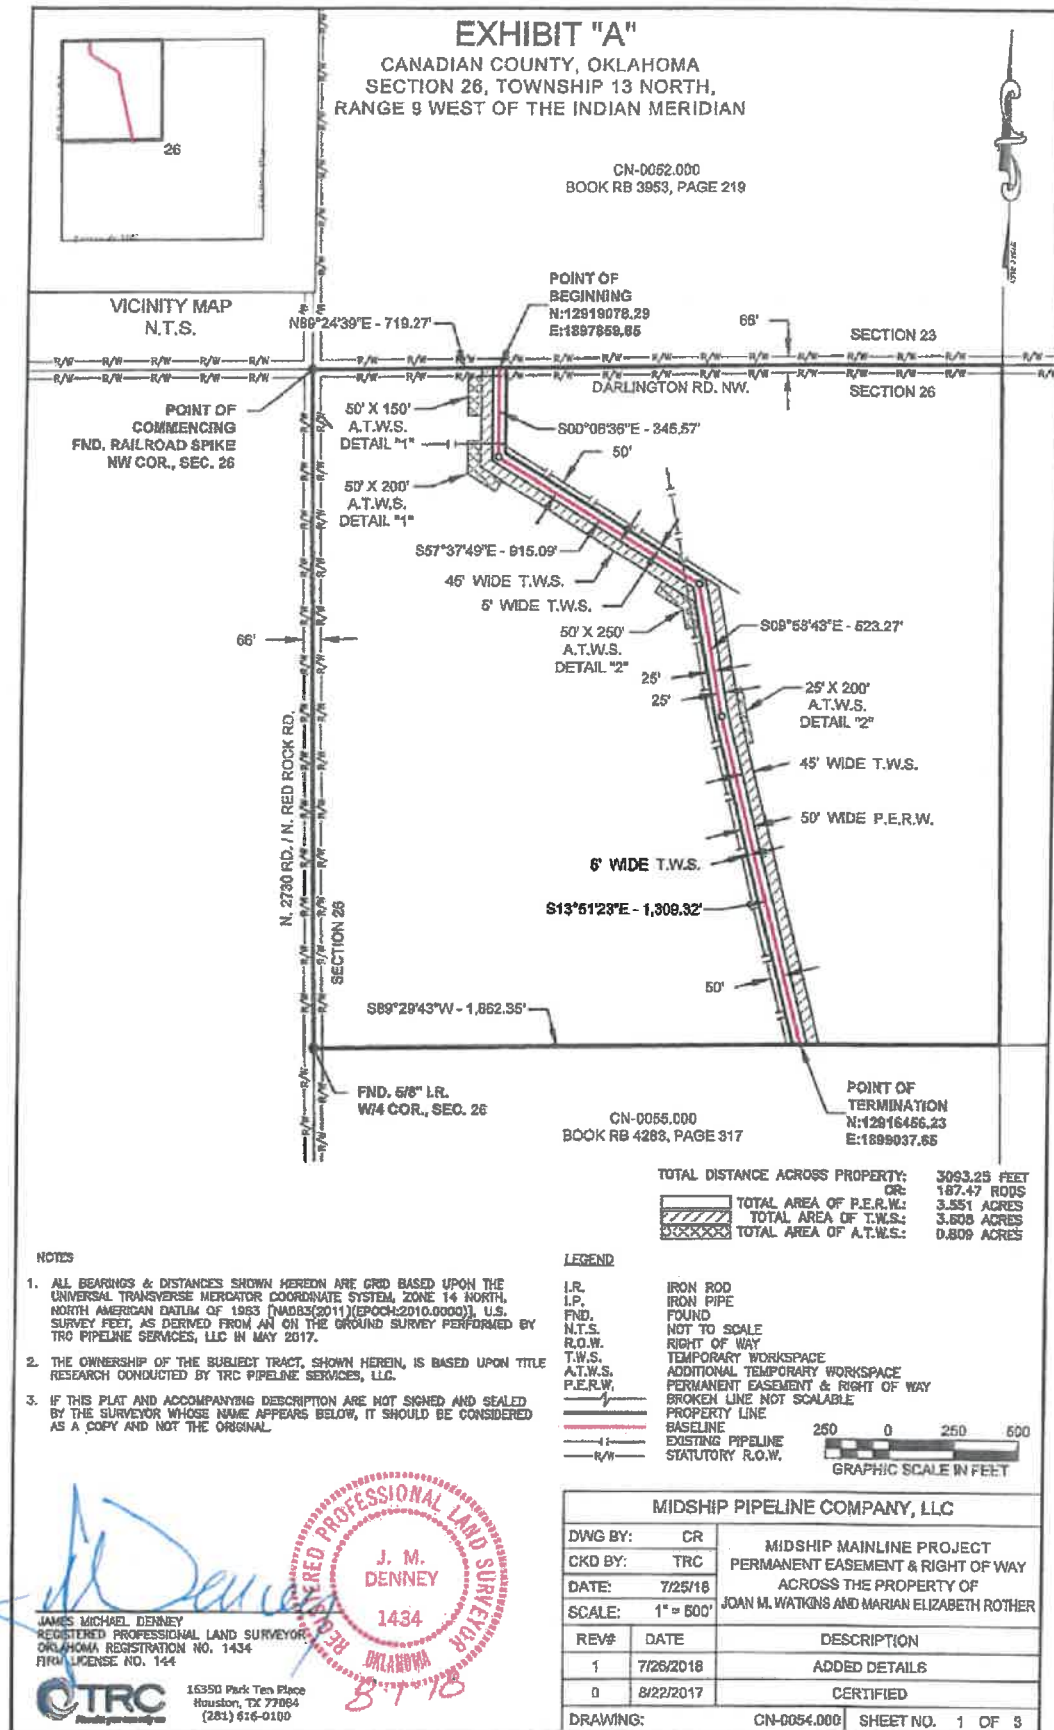 EXHIBIT "A"
CANADIAN COUNTY, OKLAHOMA
SECTION 26, TOWNSHIP 13 NORTH,
RANGE 9 WEST OF THE INDIAN MERIDIAN
26
VICINITY MAP
N.T.S.
CN-0052.000
BOOK RB 3953, PAGE 219
POINT OF
BEGINNING
N:12919078.29
E:1897859.65
N89°24'39"E - 719.27'
66'
SECTION 23
DARLINGTON RD. NW.
SECTION 26
POINT OF
COMMENCING
FND. RAILROAD SPIKE
NW COR., SEC. 26
50' X 150'
A.T.W.S.
DETAIL "1"
S00°06'36"E - 345.57'
50'
50' X 200'
A.T.W.S.
DETAIL "1"
S57°37'49"E - 915.09'
45' WIDE T.W.S.
5' WIDE T.W.S.
66'
50' X 250'
A.T.W.S.
DETAIL "2"
S09°58'43"E - 523.27'
25'
25'
25' X 200'
A.T.W.S.
DETAIL "2"
45' WIDE T.W.S.
50' WIDE P.E.R.W.
N. 2730 RD. / N. RED ROCK RD.
SECTION 26
5' WIDE T.W.S.
S13°51'23"E - 1,309.32'
50'
S89°29'43"W - 1,862.35'
FND. 5/8" I.R.
W/4 COR., SEC. 26
CN-0055.000
BOOK RB 4283, PAGE 317
POINT OF
TERMINATION
N:12916456.23
E:1899037.65
TOTAL DISTANCE ACROSS PROPERTY: 3093.25 FEET
OR: 187.47 RODS
TOTAL AREA OF P.E.R.W.: 3.551 ACRES
TOTAL AREA OF T.W.S.: 3.508 ACRES
TOTAL AREA OF A.T.W.S.: 0.809 ACRES
NOTES
1. ALL BEARINGS & DISTANCES SHOWN HEREON ARE GRID BASED UPON THE
UNIVERSAL TRANSVERSE MERCATOR COORDINATE SYSTEM, ZONE 14 NORTH,
NORTH AMERICAN DATUM OF 1983 [NAD83(2011)(EPOCH:2010.0000)], U.S.
SURVEY FEET, AS DERIVED FROM AN ON THE GROUND SURVEY PERFORMED BY
TRC PIPELINE SERVICES, LLC IN MAY 2017.
2. THE OWNERSHIP OF THE SUBJECT TRACT, SHOWN HEREIN, IS BASED UPON TITLE
RESEARCH CONDUCTED BY TRC PIPELINE SERVICES, LLC.
3. IF THIS PLAT AND ACCOMPANYING DESCRIPTION ARE NOT SIGNED AND SEALED
BY THE SURVEYOR WHOSE NAME APPEARS BELOW, IT SHOULD BE CONSIDERED
AS A COPY AND NOT THE ORIGINAL.
LEGEND
I.R. IRON ROD
I.P. IRON PIPE
FND. FOUND
N.T.S. NOT TO SCALE
R.O.W. RIGHT OF WAY
T.W.S. TEMPORARY WORKSPACE
A.T.W.S. ADDITIONAL TEMPORARY WORKSPACE
P.E.R.W. PERMANENT EASEMENT & RIGHT OF WAY
BROKEN LINE NOT SCALABLE
PROPERTY LINE
BASELINE
EXISTING PIPELINE
R/W STATUTORY R.O.W.
250 0 250 500
GRAPHIC SCALE IN FEET
REGISTERED PROFESSIONAL LAND SURVEYOR
J. M.
DENNEY
1434
OKLAHOMA
8-1-18
JAMES MICHAEL DENNEY
REGISTERED PROFESSIONAL LAND SURVEYOR
OKLAHOMA REGISTRATION NO. 1434
FIRM LICENSE NO. 144
TRC
16350 Park Ten Place
Houston, TX 77084
(281) 616-0100
MIDSHIP PIPELINE COMPANY, LLC
DWG BY: CR
CKD BY: TRC
DATE: 7/25/18
SCALE: 1" = 500'
MIDSHIP MAINLINE PROJECT
PERMANENT EASEMENT & RIGHT OF WAY
ACROSS THE PROPERTY OF
JOAN M. WATKINS AND MARIAN ELIZABETH ROTHER
REV# DATE DESCRIPTION
1 7/26/2018 ADDED DETAILS
0 8/22/2017 CERTIFIED
DRAWING: CN-0054.000 SHEET NO. 1 OF 3